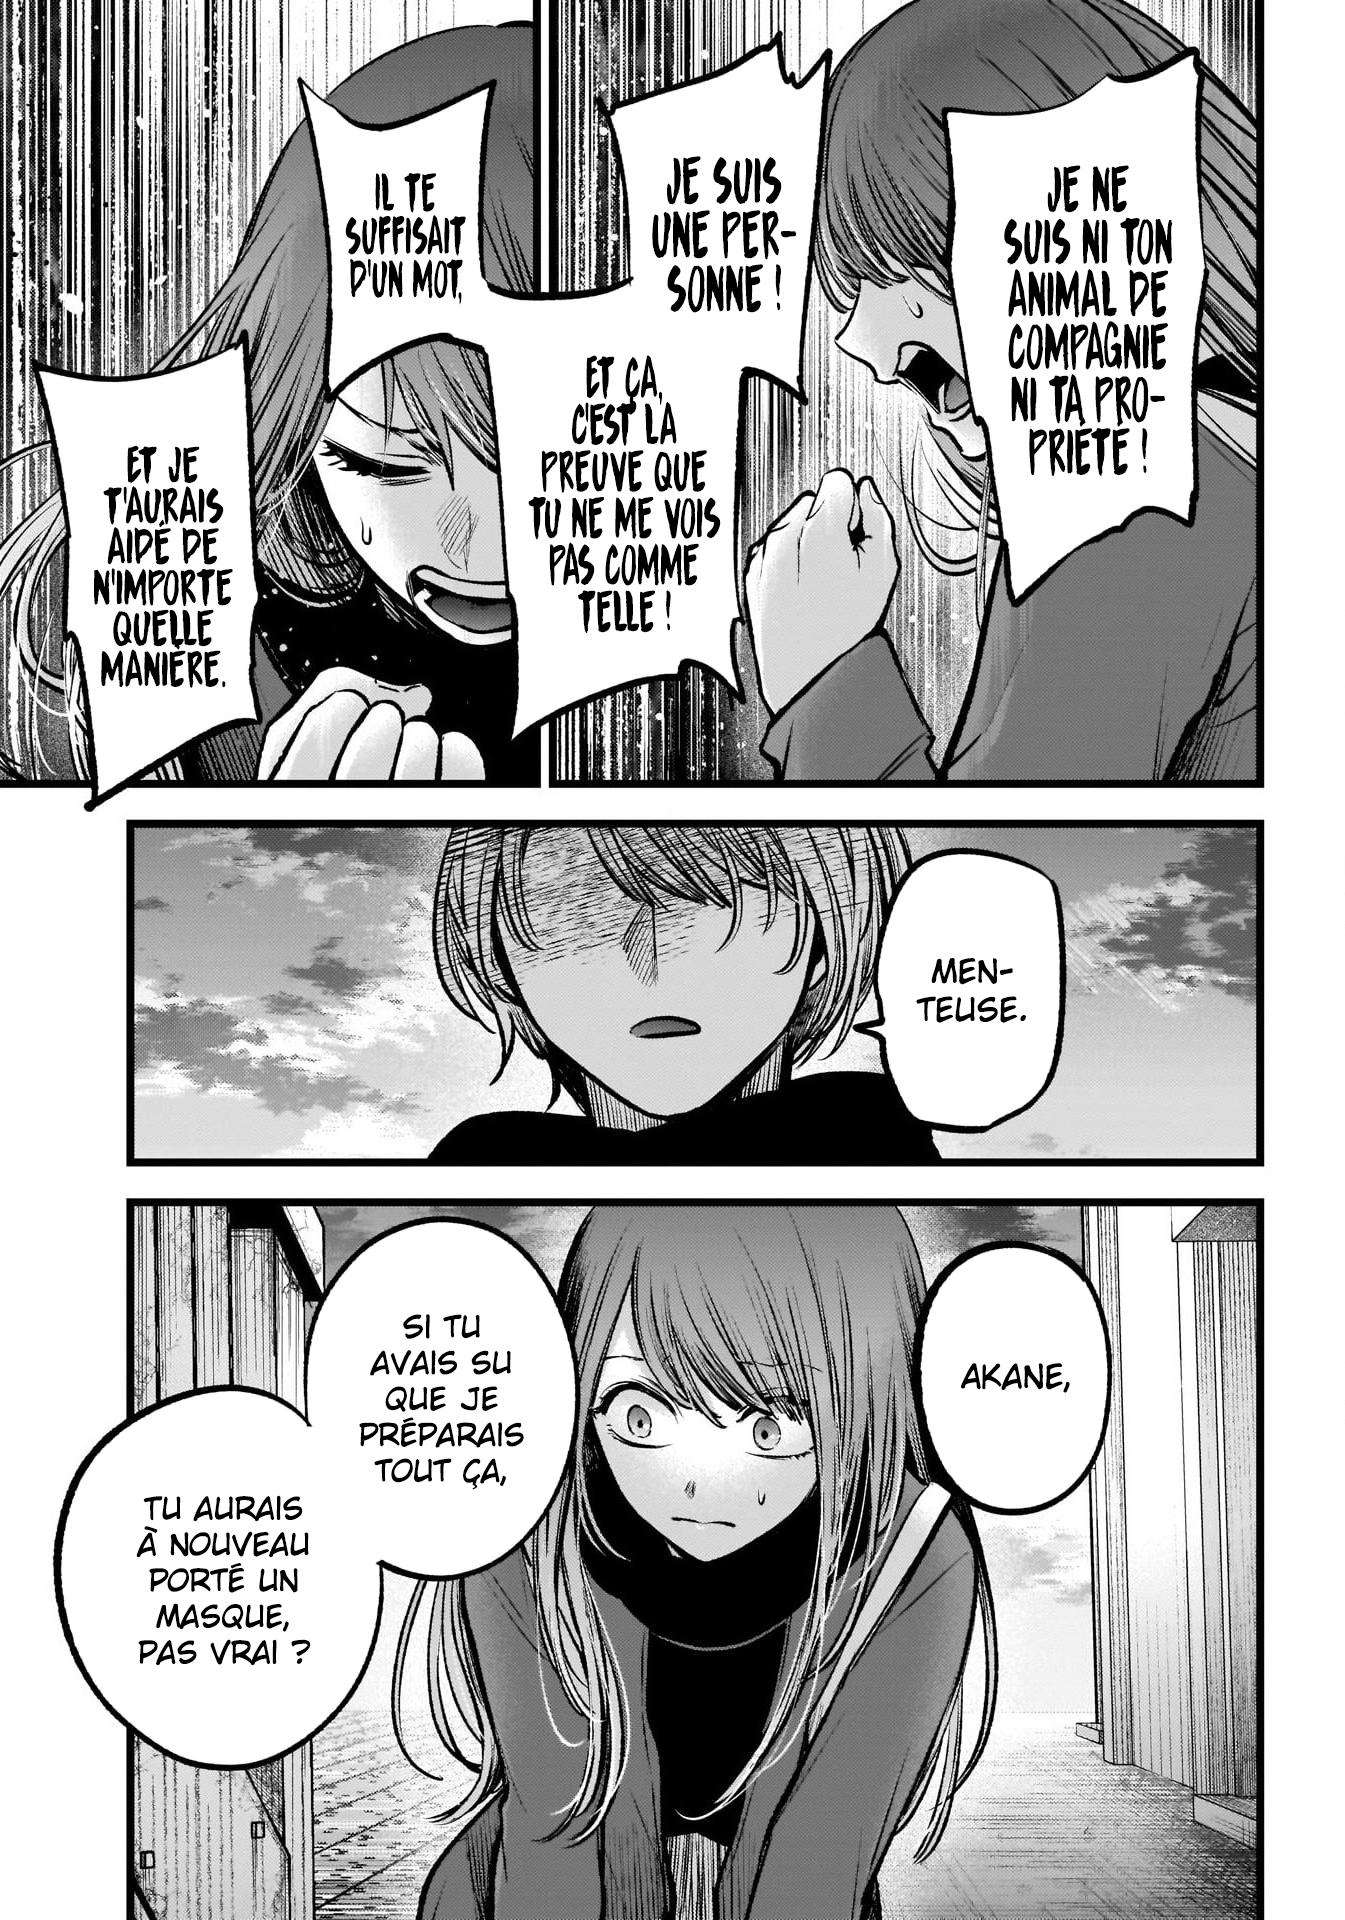 JE NE
SUIS NI TON
ANIMAL DE
COMPAGNIE
NI TA PRO-
PRIÉTÉ !
JE SUIS
UNE PER-
SONNE !
ET ÇA,
C'EST LA
PREUVE QUE
TU NE ME VOIS
PAS COMME
TELLE !
IL TE
SUFFISAIT
D'UN MOT,
ET JE
T'AURAIS
AIDÉ DE
N'IMPORTE
QUELLE
MANIÈRE.
MEN-
TEUSE.
AKANE,
SI TU
AVAIS SU
QUE JE
PRÉPARAIS
TOUT ÇA,
TU AURAIS
À NOUVEAU
PORTÉ UN
MASQUE,
PAS VRAI ?